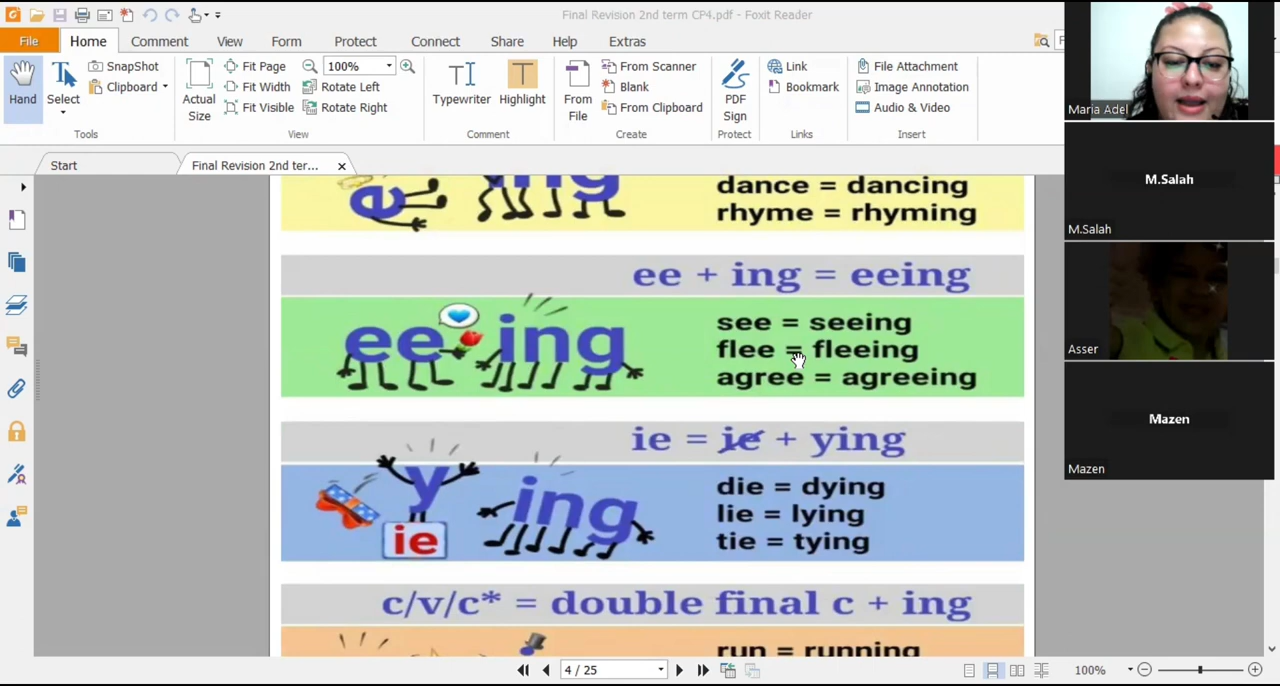 Final Revision 2nd term CP4.pdf - Foxit Reader
File
Home
Comment
View
Form
Protect
Connect
Share
Help
Extras
Hand
Select
SnapShot
Clipboard
Tools
Actual Size
Fit Page
Fit Width
Fit Visible
100%
Rotate Left
Rotate Right
View
Typewriter
Highlight
Comment
From File
From Scanner
Blank
From Clipboard
Create
PDF Sign
Protect
Link
Bookmark
Links
File Attachment
Image Annotation
Audio & Video
Insert
Start
Final Revision 2nd ter...
e ing
dance = dancing
rhyme = rhyming
ee + ing = eeing
ee ing
see = seeing
flee = fleeing
agree = agreeing
ie = ie + ying
y ing
ie
die = dying
lie = lying
tie = tying
c/v/c* = double final c + ing
run = running
4 / 25
100%
Maria Adel
M.Salah
M.Salah
Asser
Mazen
Mazen